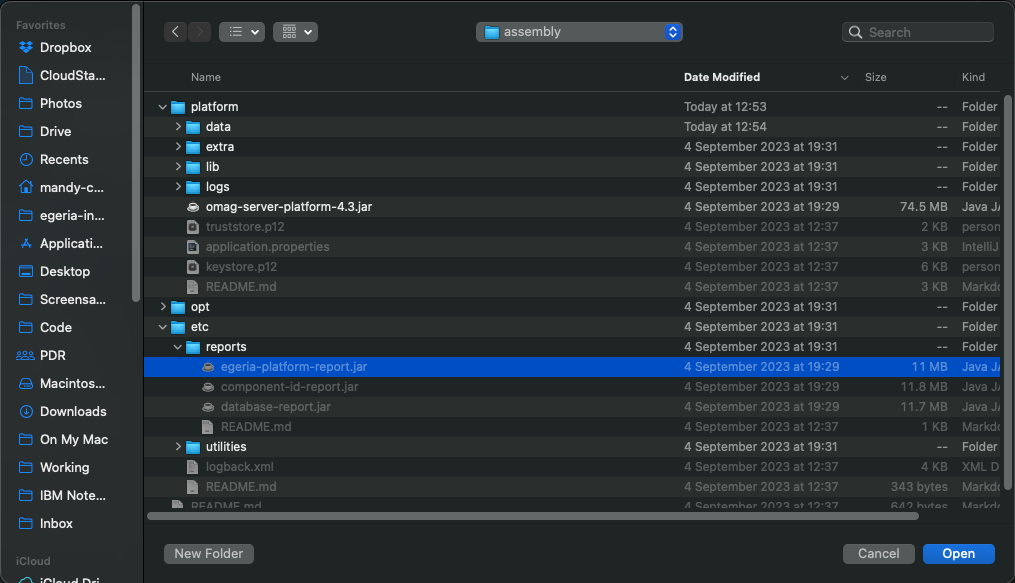 Favorites
Dropbox
CloudSta...
Photos
Drive
Recents
mandy-c...
egeria-in...
Applicati...
Desktop
Screensa...
Code
PDR
Macintos...
Downloads
On My Mac
Working
IBM Note...
Inbox
iCloud
iCloud Dri
assembly
Search
Name Date Modified Size Kind
platform Today at 12:53 -- Folder
data Today at 12:54 -- Folder
extra 4 September 2023 at 19:31 -- Folder
lib 4 September 2023 at 19:31 -- Folder
logs 4 September 2023 at 19:31 -- Folder
omag-server-platform-4.3.jar 4 September 2023 at 19:29 74.5 MB Java JA
truststore.p12 4 September 2023 at 12:37 2 KB person
application.properties 4 September 2023 at 12:37 3 KB IntelliJ
keystore.p12 4 September 2023 at 12:37 6 KB person
README.md 4 September 2023 at 12:37 3 KB Markdo
opt 4 September 2023 at 19:31 -- Folder
etc 4 September 2023 at 19:31 -- Folder
reports 4 September 2023 at 19:31 -- Folder
egeria-platform-report.jar 4 September 2023 at 19:29 11 MB Java JA
component-id-report.jar 4 September 2023 at 19:29 11.8 MB Java JA
database-report.jar 4 September 2023 at 19:29 11.7 MB Java JA
README.md 4 September 2023 at 12:37 1 KB Markdo
utilities 4 September 2023 at 19:31 -- Folder
logback.xml 4 September 2023 at 12:37 4 KB XML D
README.md 4 September 2023 at 12:37 343 bytes Markdo
README.md 4 September 2023 at 12:37 642 bytes Markdo
New Folder Cancel Open